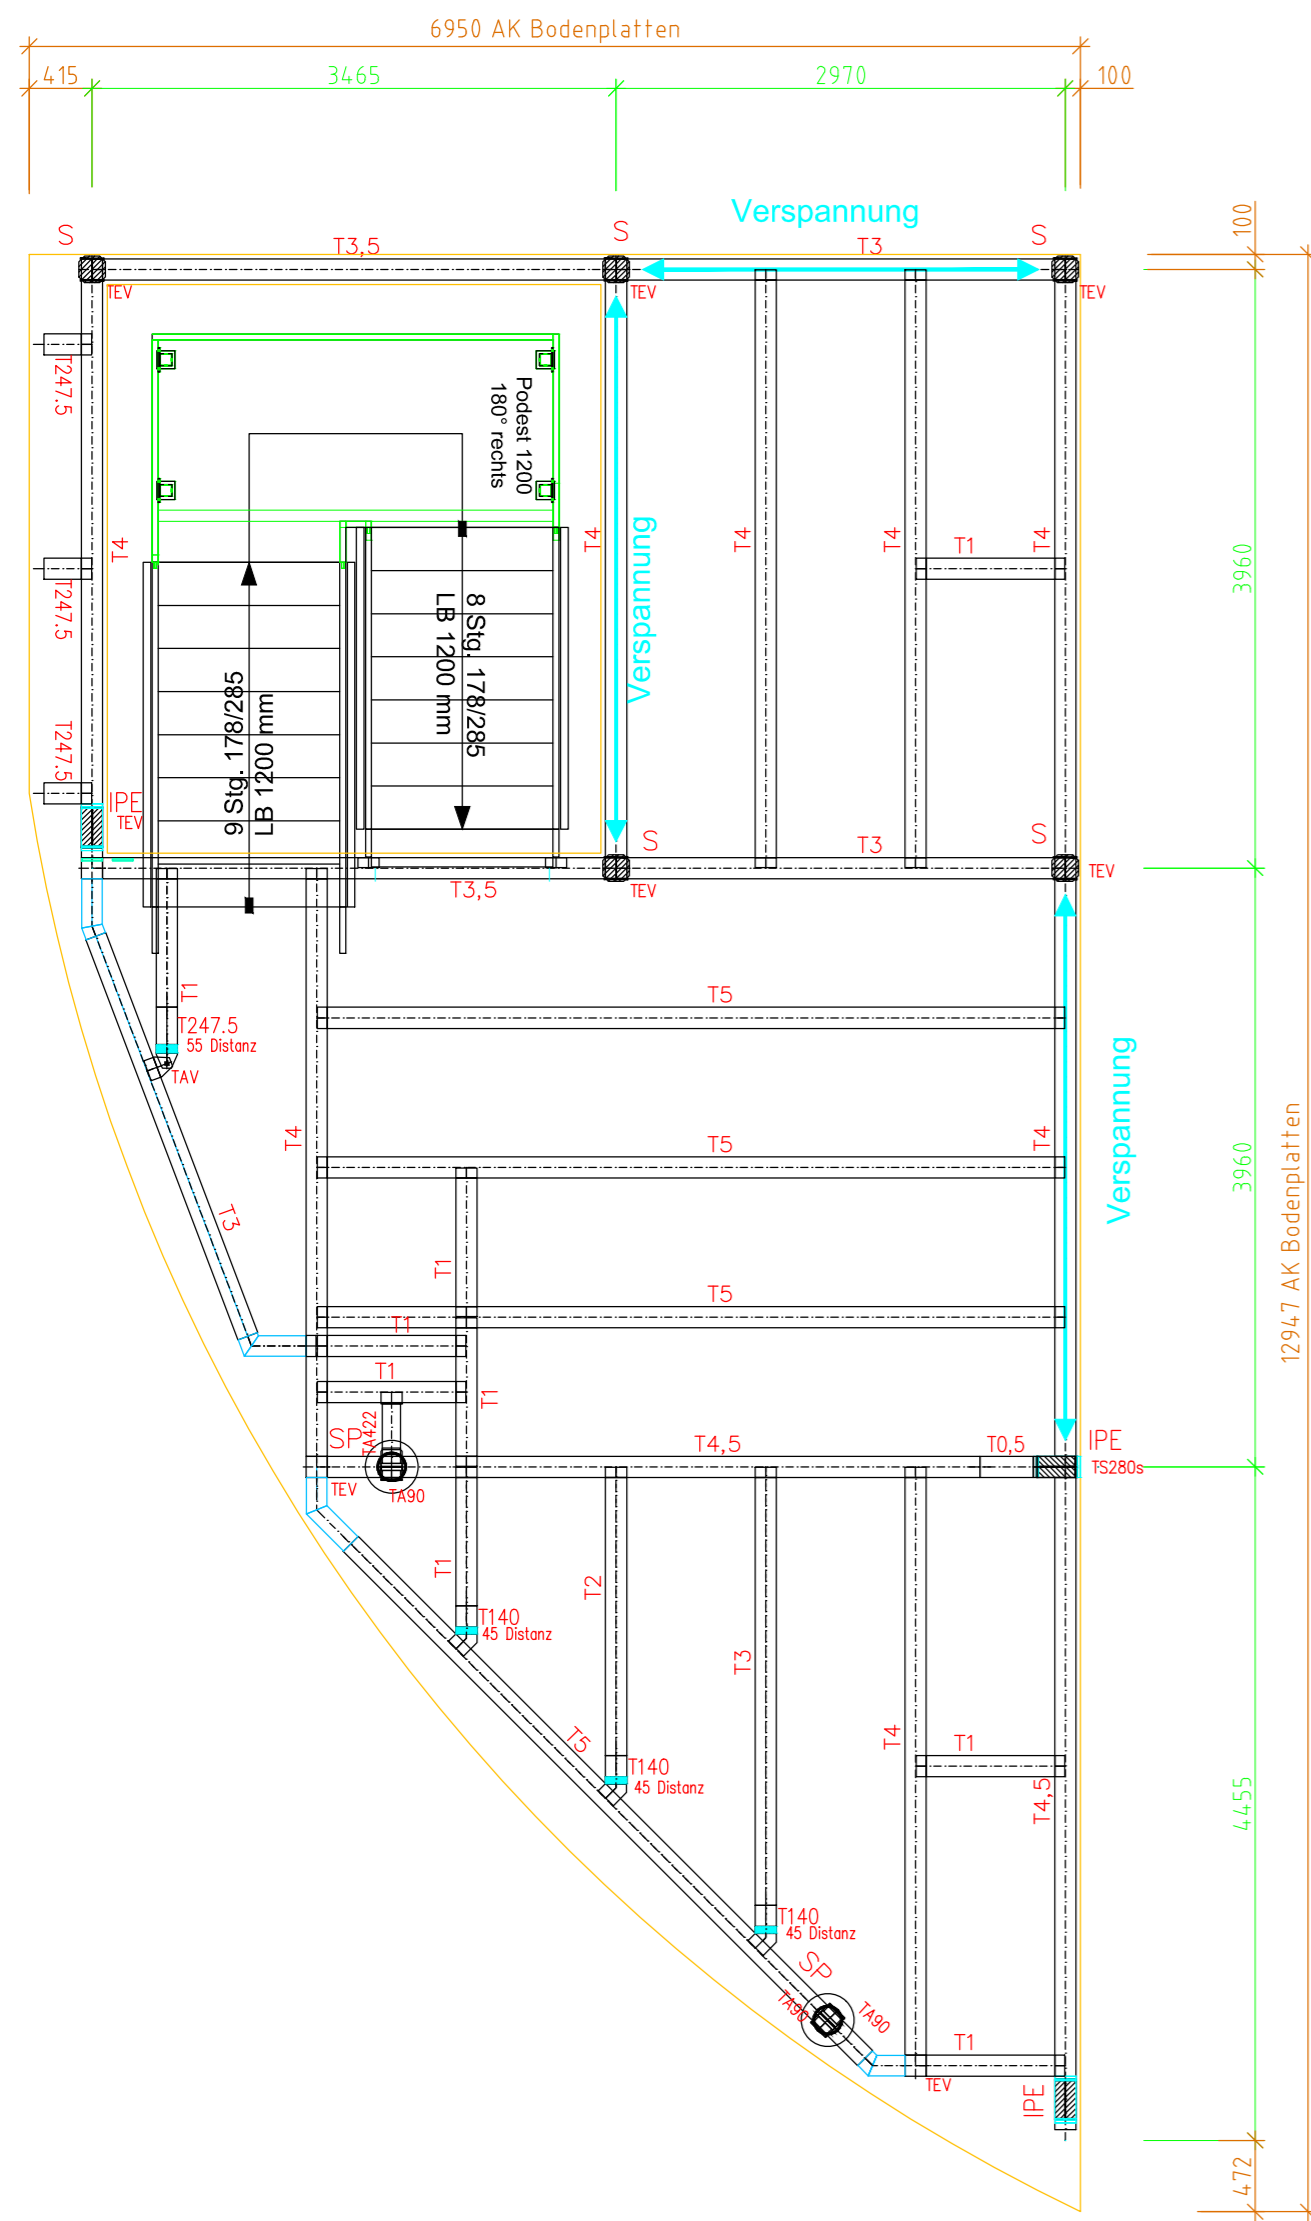 6950 AK Bodenplatten
415
3465
2970
100
Verspannung
100
S
T3,5
S
T3
S
TEV
TEV
TEV
T247.5
Podest 1200
180° rechts
T4
T4
Verspannung
T4
T4
T1
T4
3960
T247.5
8 Stg. 178/285
LB 1200 mm
9 Stg. 178/285
LB 1200 mm
T247.5
IPE
TEV
S
T3
S
T3,5
TEV
TEV
T1
T5
T247.5
55 Distanz
TAV
T4
T5
T4
Verspannung
3960
12947 AK Bodenplatten
T3
T1
T5
T1
T1
T1
TA422
SP
T4,5
T0,5
IPE
TS280s
TEV
TA90
T1
T2
T140
45 Distanz
T3
T5
T4
T1
T140
45 Distanz
T4,5
4455
T140
45 Distanz
SP
TA90
TA90
T1
TEV
IPE
472